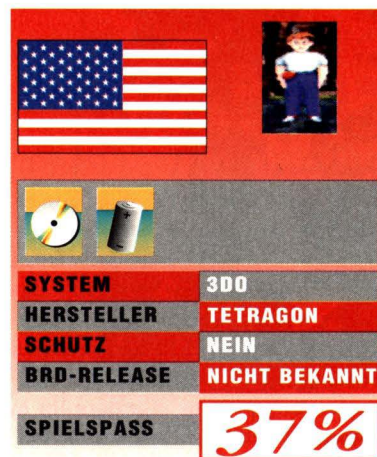 SYSTEM 3DO
HERSTELLER TETRAGON
SCHUTZ NEIN
BRD-RELEASE NICHT BEKANNT
SPIELSPASS 37%